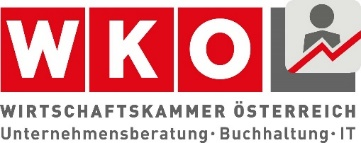 WKO
WIRTSCHAFTSKAMMER ÖSTERREICH
Unternehmensberatung · Buchhaltung · IT